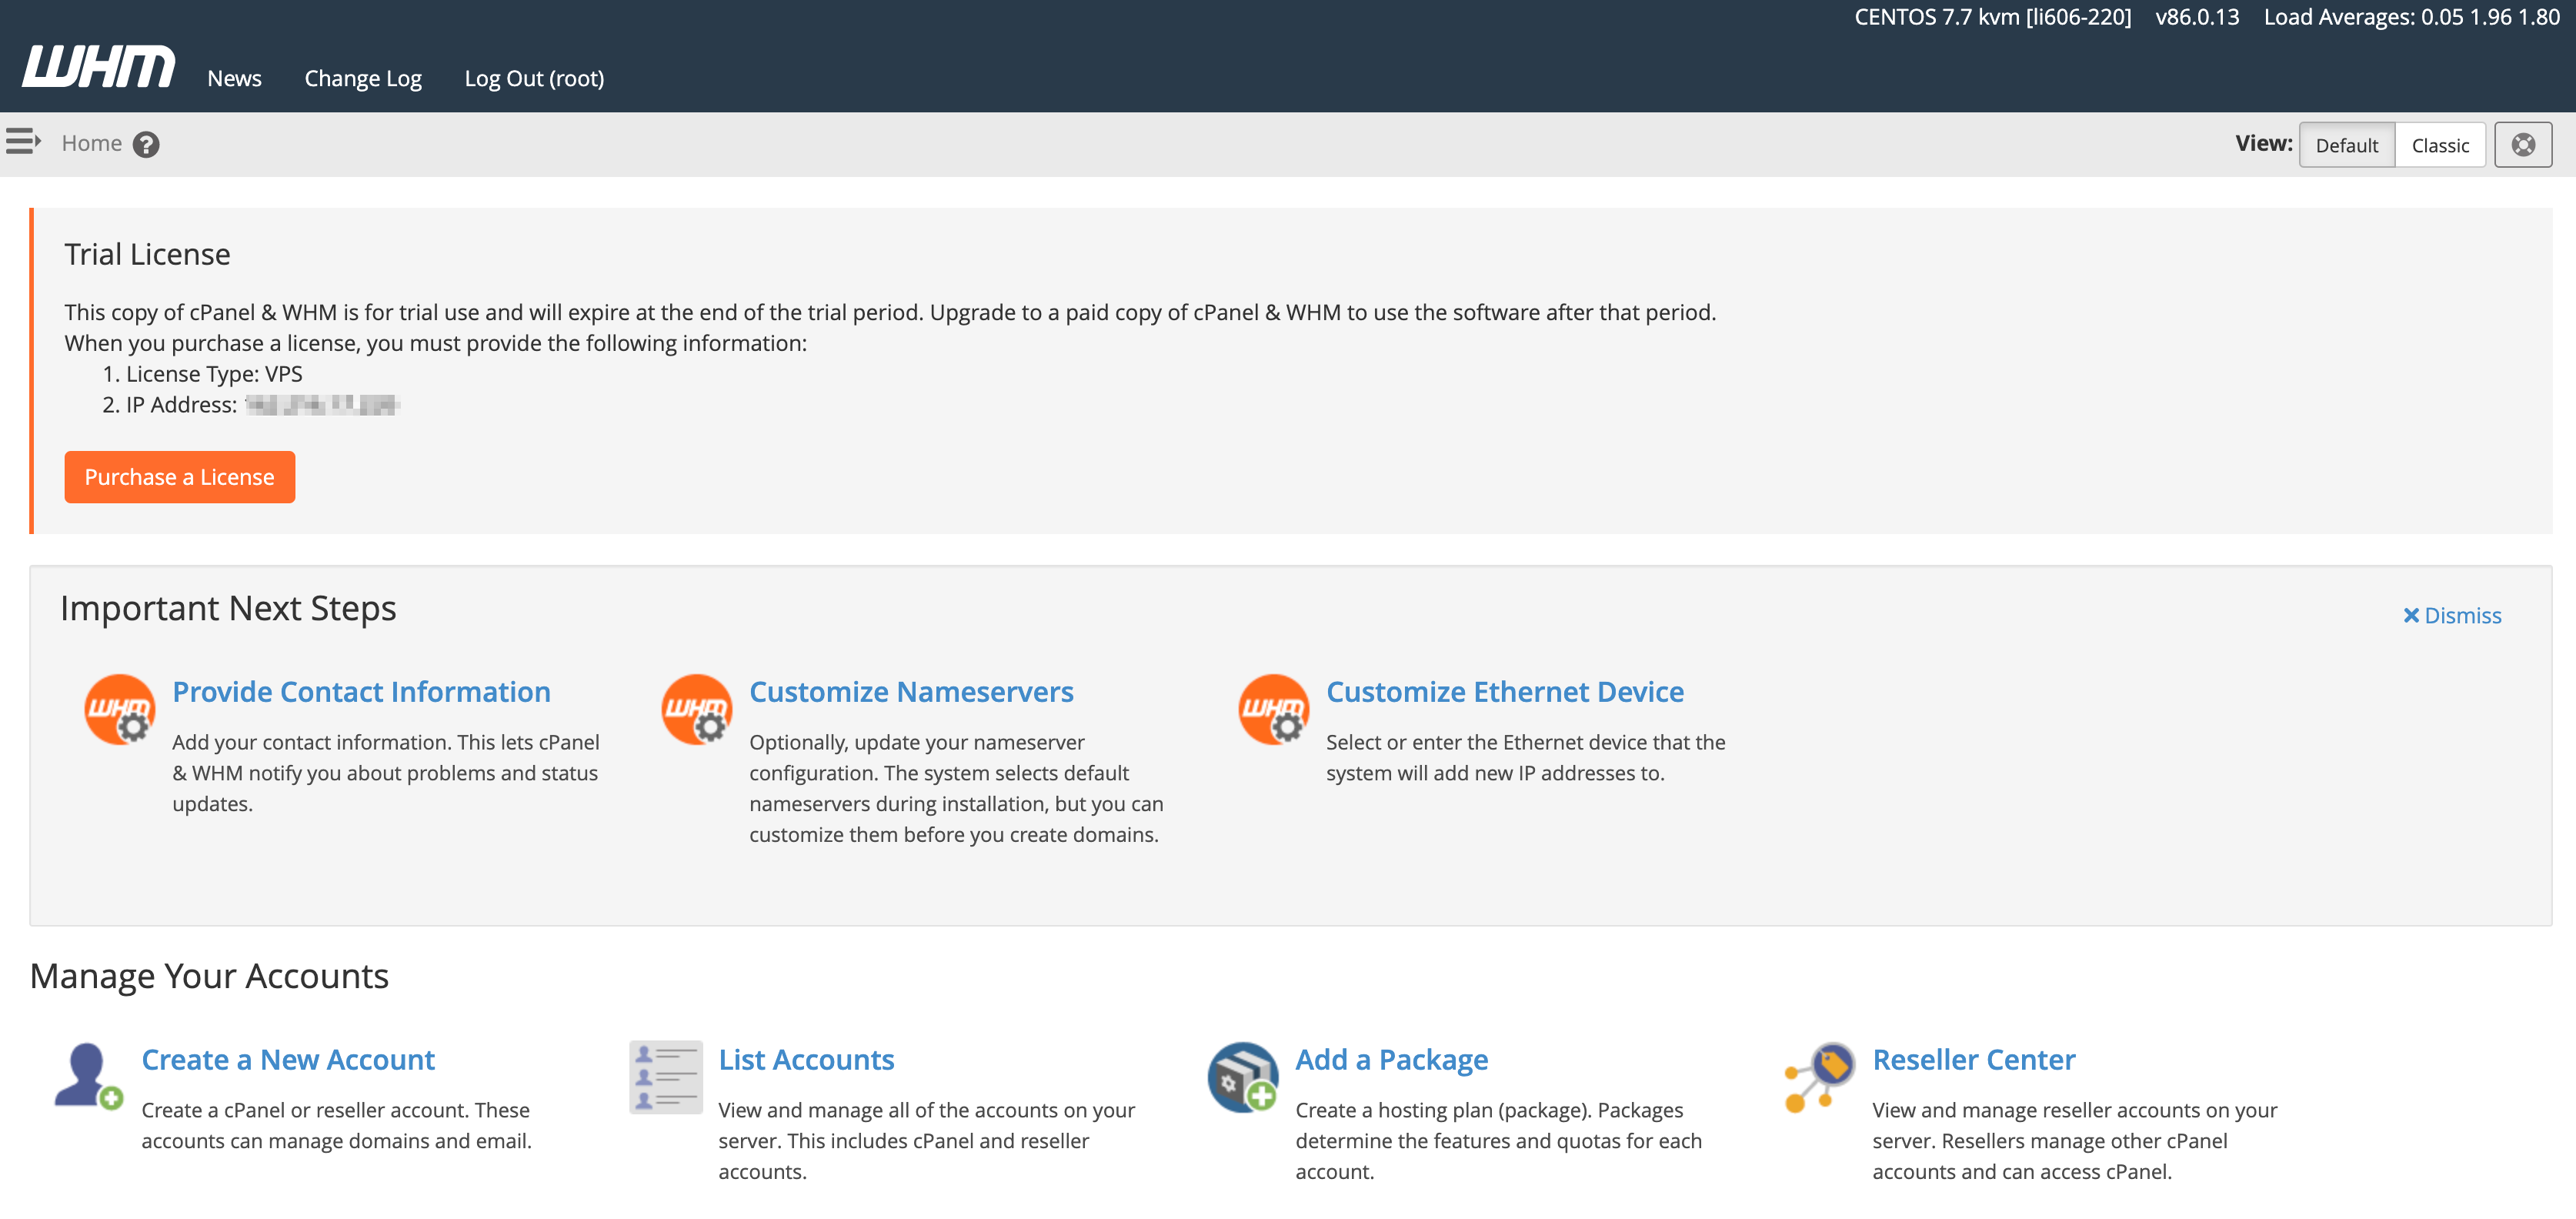 CENTOS 7.7 kvm [li606-220] v86.0.13 Load Averages: 0.05 1.96 1.80
WHM News Change Log Log Out (root)
Home
View: Default Classic
Trial License
This copy of cPanel & WHM is for trial use and will expire at the end of the trial period. Upgrade to a paid copy of cPanel & WHM to use the software after that period.
When you purchase a license, you must provide the following information:
1. License Type: VPS
2. IP Address:
Purchase a License
Important Next Steps
Dismiss
WHM
Provide Contact Information
Add your contact information. This lets cPanel
& WHM notify you about problems and status
updates.
WHM
Customize Nameservers
Optionally, update your nameserver
configuration. The system selects default
nameservers during installation, but you can
customize them before you create domains.
WHM
Customize Ethernet Device
Select or enter the Ethernet device that the
system will add new IP addresses to.
Manage Your Accounts
Create a New Account
Create a cPanel or reseller account. These
accounts can manage domains and email.
List Accounts
View and manage all of the accounts on your
server. This includes cPanel and reseller
accounts.
Add a Package
Create a hosting plan (package). Packages
determine the features and quotas for each
account.
Reseller Center
View and manage reseller accounts on your
server. Resellers manage other cPanel
accounts and can access cPanel.